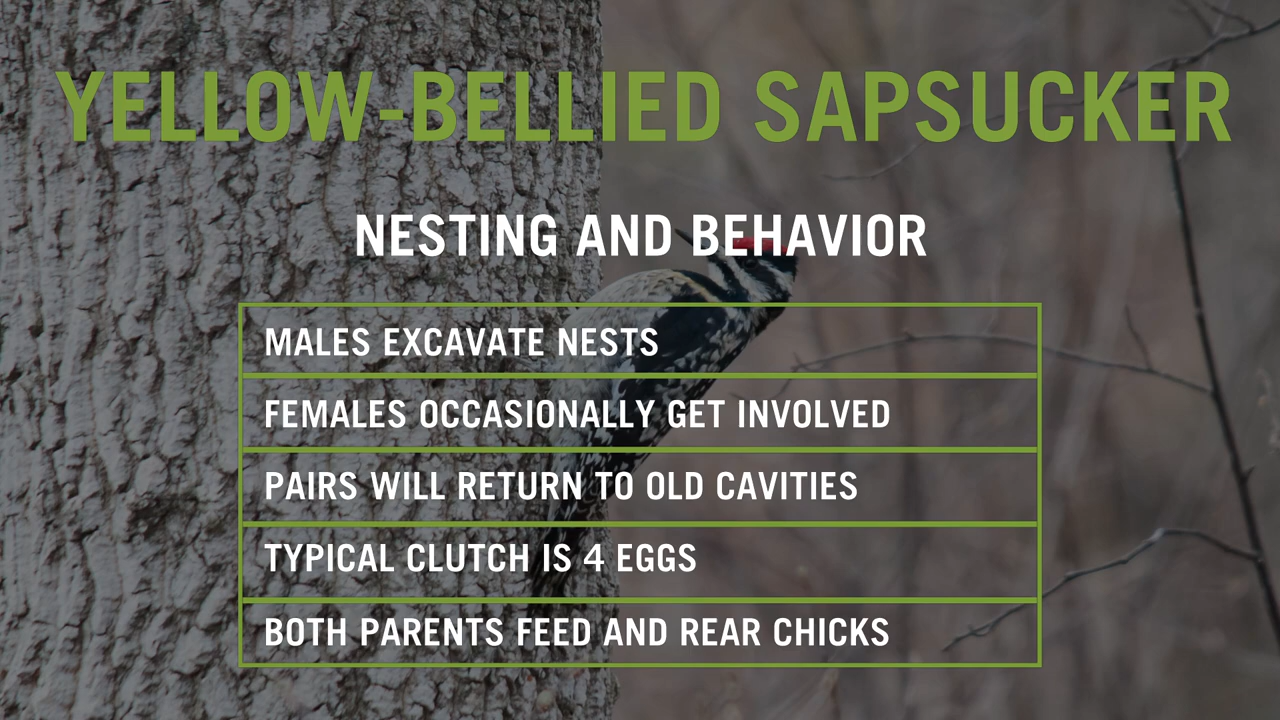 YELLOW-BELLIED SAPSUCKER
NESTING AND BEHAVIOR
MALES EXCAVATE NESTS
FEMALES OCCASIONALLY GET INVOLVED
PAIRS WILL RETURN TO OLD CAVITIES
TYPICAL CLUTCH IS 4 EGGS
BOTH PARENTS FEED AND REAR CHICKS